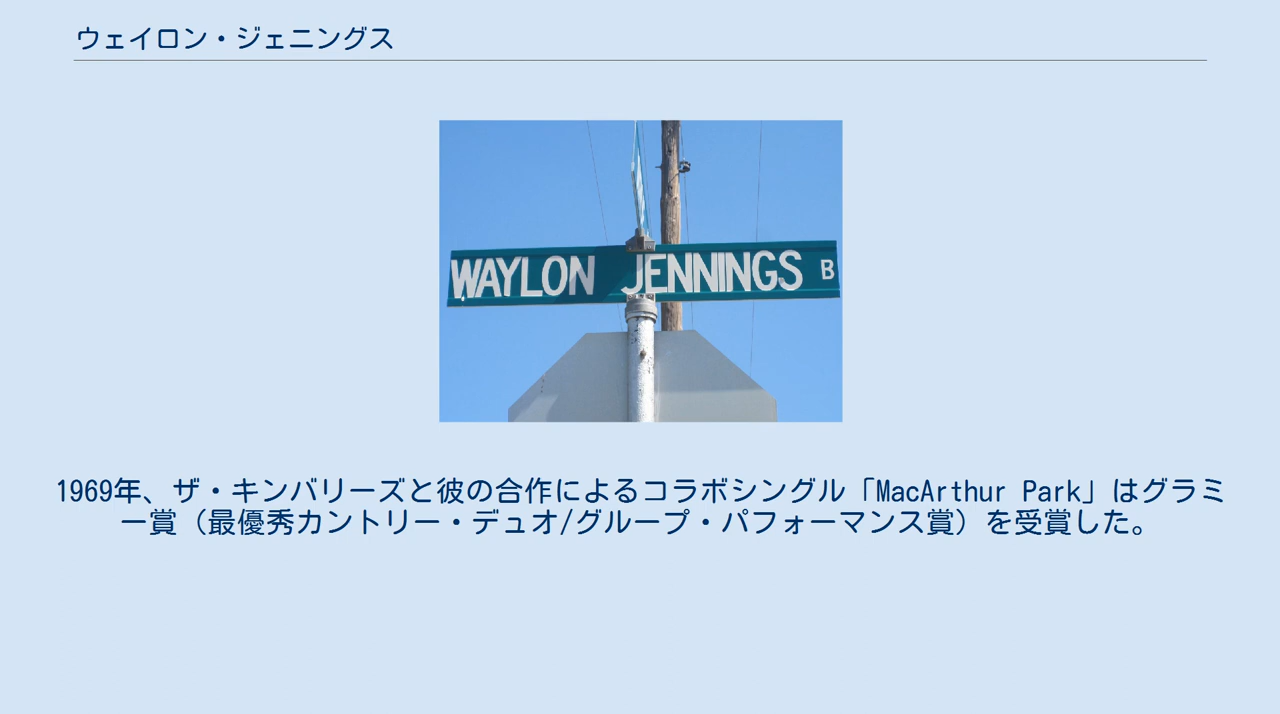 ウェイロン・ジェニングス
WAYLON JENNINGS B
1969年、ザ・キンバリーズと彼の合作によるコラボシングル「MacArthur Park」はグラミ
ー賞（最優秀カントリー・デュオ/グループ・パフォーマンス賞）を受賞した。